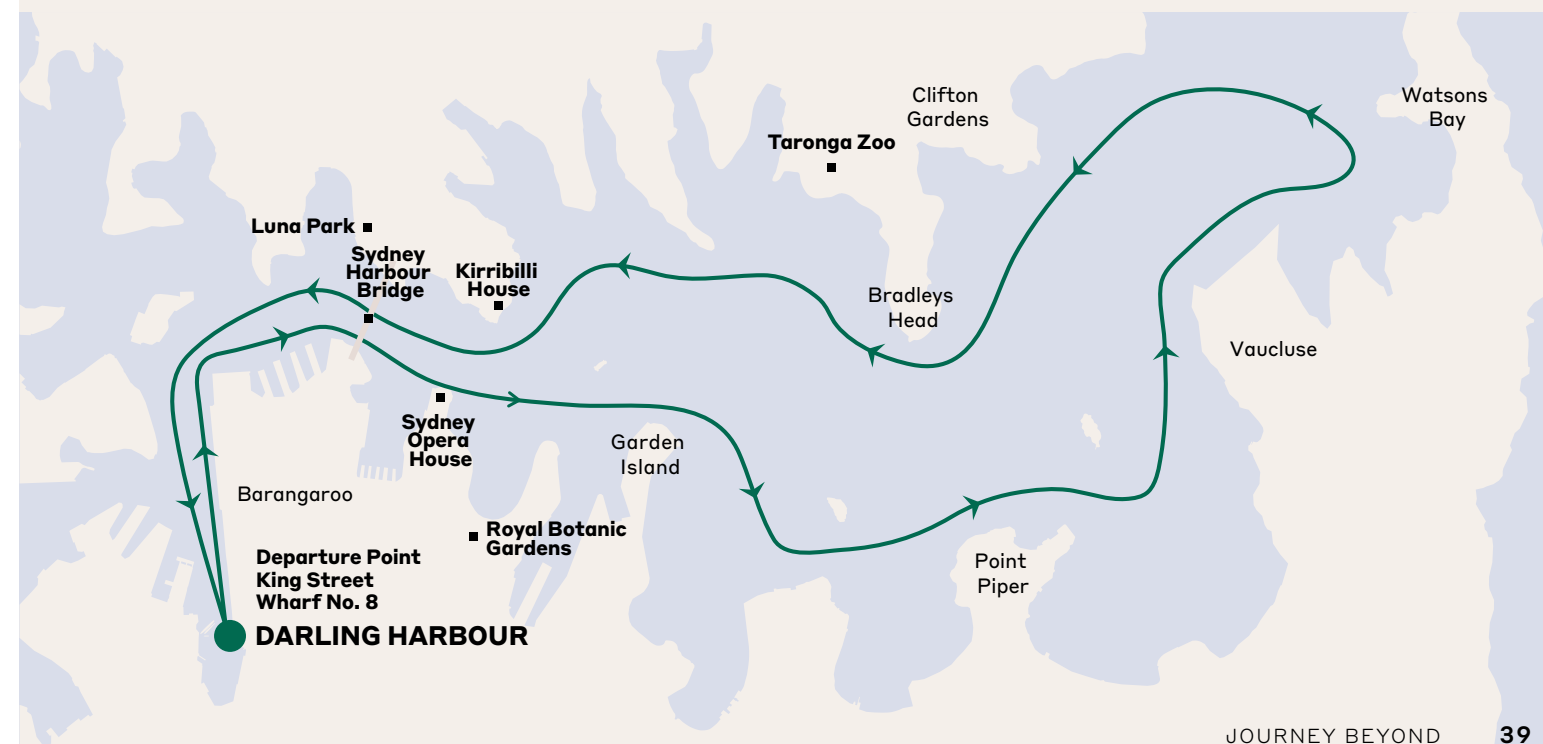 Clifton
Gardens
Watsons
Bay
Taronga Zoo
Luna Park
Sydney
Harbour
Bridge
Kirribilli
House
Bradleys
Head
Vaucluse
Sydney
Opera
House
Garden
Island
Barangaroo
Royal Botanic
Gardens
Point
Piper
Departure Point
King Street
Wharf No. 8
DARLING HARBOUR
JOURNEY BEYOND 39